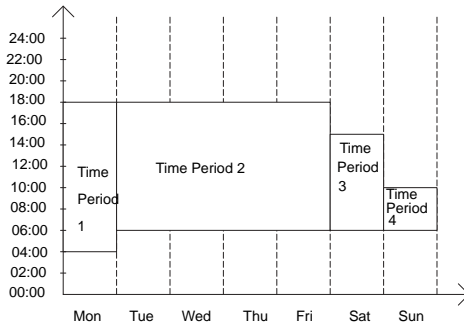 24:00
22:00
20:00
18:00
16:00
14:00
12:00
10:00
08:00
06:00
04:00
02:00
00:00
Time
Period
1
Time Period 2
Time
Period
3
Time
Period
4
Mon Tue Wed Thu Fri Sat Sun